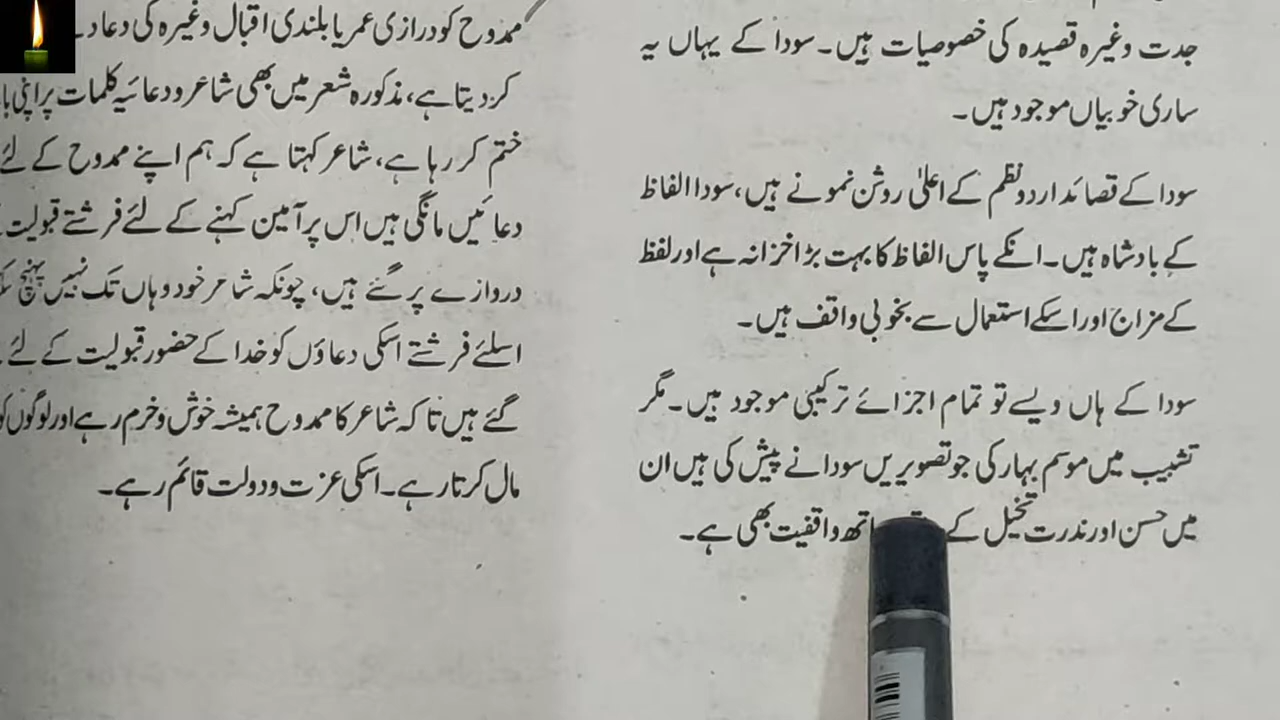 جدت وغیرہ قصیدہ کی خصوصیات ہیں۔ سودا کے یہاں یہ
ساری خوبیاں موجود ہیں۔
سودا کے قصائد اردو نظم کے اعلیٰ روشن نمونے ہیں، سودا الفاظ
کے بادشاہ ہیں۔ انکے پاس الفاظ کا بہت بڑا خزانہ ہے اور لفظ
کے مزاج اور اسکے استعمال سے بخوبی واقف ہیں۔
سودا کے ہاں ویسے تو تمام اجزائے ترکیبی موجود ہیں۔ مگر
تشبیب میں موسم بہار کی جو تصویریں سودا نے پیش کی ہیں ان
میں حسن اور ندرت تخیل کے واقفیت بھی ہے۔
ممدوح کو درازی عمر یا بلندی اقبال وغیرہ کی دعا
کر دیتا ہے، مذکورہ شعر میں بھی شاعر و دعائیہ کلمات پر اپنی
ختم کر رہا ہے، شاعر کہتا ہے کہ ہم اپنے ممدوح کے لئے
دعائیں مانگی ہیں اس پر آمین کہنے کے لئے فرشتے قبولیت
دروازے پر گئے ہیں، چونکہ شاعر خود وہاں تک نہیں پہنچ
اسلئے فرشتے اسکی دعاؤں کو خدا کے حضور قبولیت کے لئے
گئے ہیں تا کہ شاعر کا ممدوح ہمیشہ خوش و خرم رہے اور لوگوں
مال کرتا رہے۔ اسکی عزت و دولت قائم رہے۔